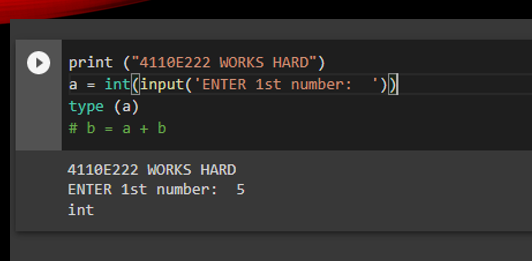 print ("4110E222 WORKS HARD")
a = int(input('ENTER 1st number:  '))
type (a)
# b = a + b
4110E222 WORKS HARD
ENTER 1st number:  5
int